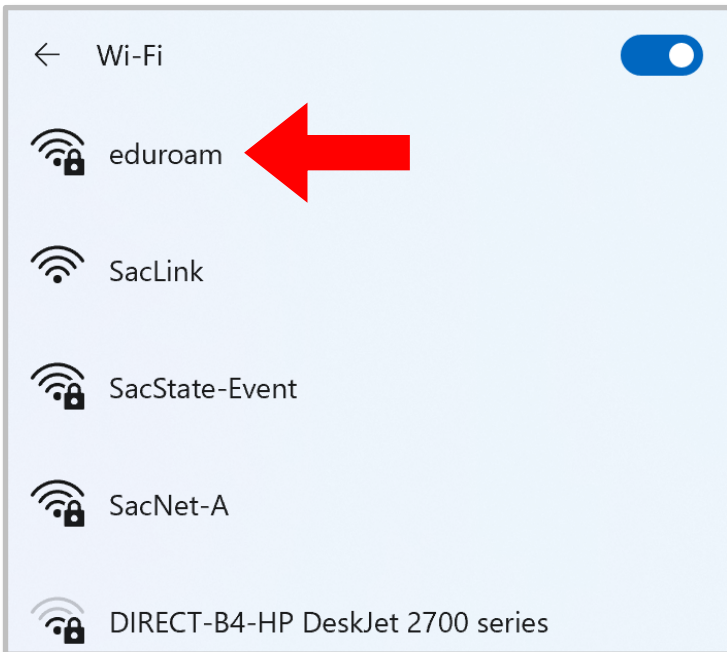 Wi-Fi
eduroam
SacLink
SacState-Event
SacNet-A
DIRECT-B4-HP DeskJet 2700 series